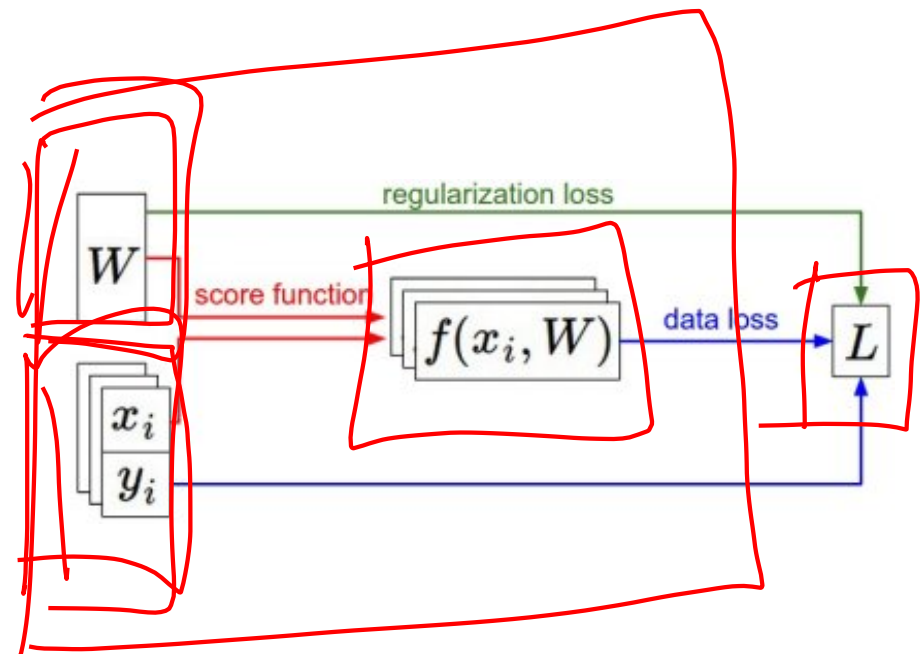 regularization loss
W
score function
f(x_i, W)
data loss
L
x_i
y_i